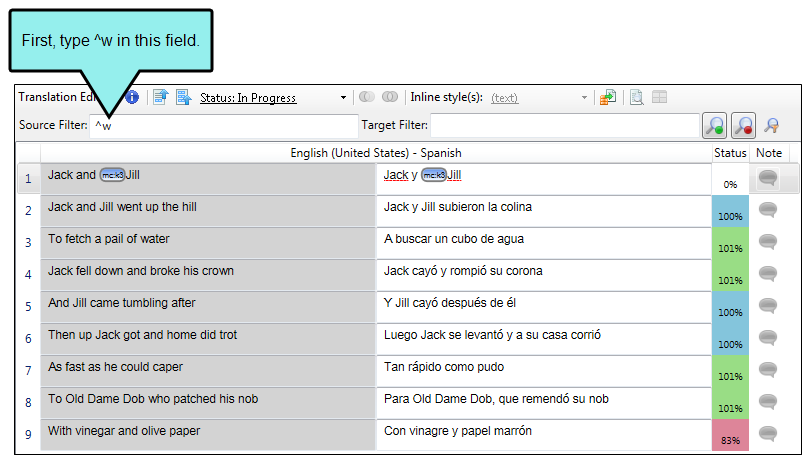 First, type ^w in this field.
Translation Edi
Status: In Progress
Inline style(s): (text)
Source Filter: ^w Target Filter:
English (United States) - Spanish Status Note
1 Jack and mc:k3 Jill Jack y mc:k3 Jill 0%
2 Jack and Jill went up the hill Jack y Jill subieron la colina 100%
3 To fetch a pail of water A buscar un cubo de agua 101%
4 Jack fell down and broke his crown Jack cayó y rompió su corona 101%
5 And Jill came tumbling after Y Jill cayó después de él 100%
6 Then up Jack got and home did trot Luego Jack se levantó y a su casa corrió 100%
7 As fast as he could caper Tan rápido como pudo 101%
8 To Old Dame Dob who patched his nob Para Old Dame Dob, que remendó su nob 101%
9 With vinegar and olive paper Con vinagre y papel marrón 83%